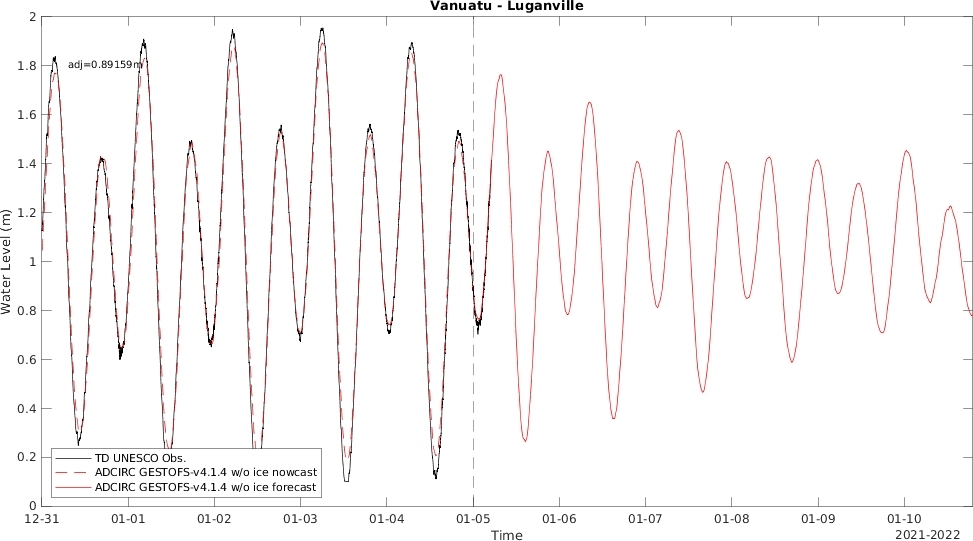 Vanuatu - Luganville
2
1.8
1.6
1.4
1.2
1
0.8
0.6
0.4
0.2
0
Water Level (m)
adj=0.89159m
TD UNESCO Obs.
ADCIRC GESTOFS-v4.1.4 w/o ice nowcast
ADCIRC GESTOFS-v4.1.4 w/o ice forecast
12-31 01-01 01-02 01-03 01-04 01-05 01-06 01-07 01-08 01-09 01-10
Time
2021-2022